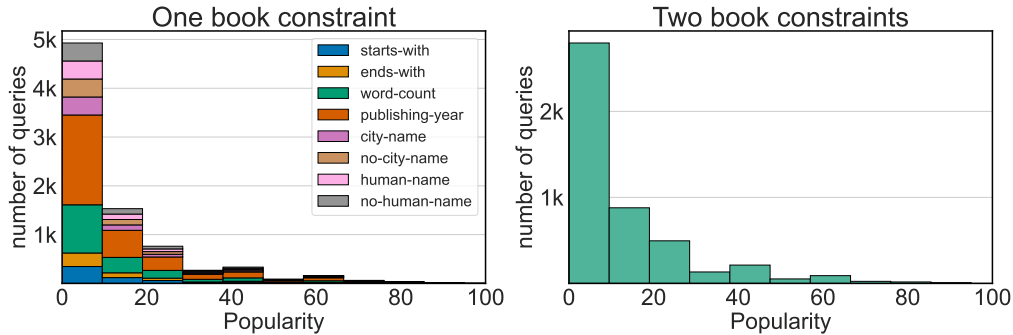 One book constraint
number of queries
5k
4k
3k
2k
1k
0
20
40
60
80
100
Popularity
starts-with
ends-with
word-count
publishing-year
city-name
no-city-name
human-name
no-human-name
Two book constraints
number of queries
2k
1k
0
20
40
60
80
100
Popularity